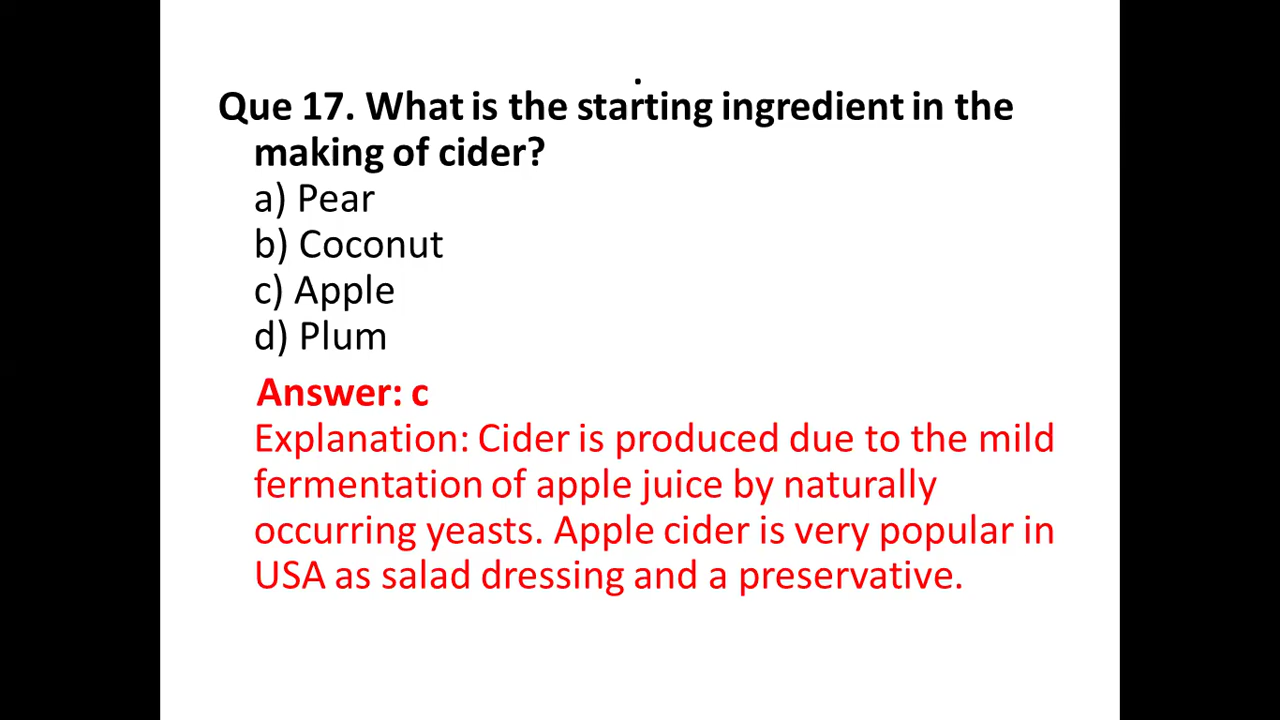 Que 17. What is the starting ingredient in the
making of cider?
a) Pear
b) Coconut
c) Apple
d) Plum
Answer: c
Explanation: Cider is produced due to the mild
fermentation of apple juice by naturally
occurring yeasts. Apple cider is very popular in
USA as salad dressing and a preservative.